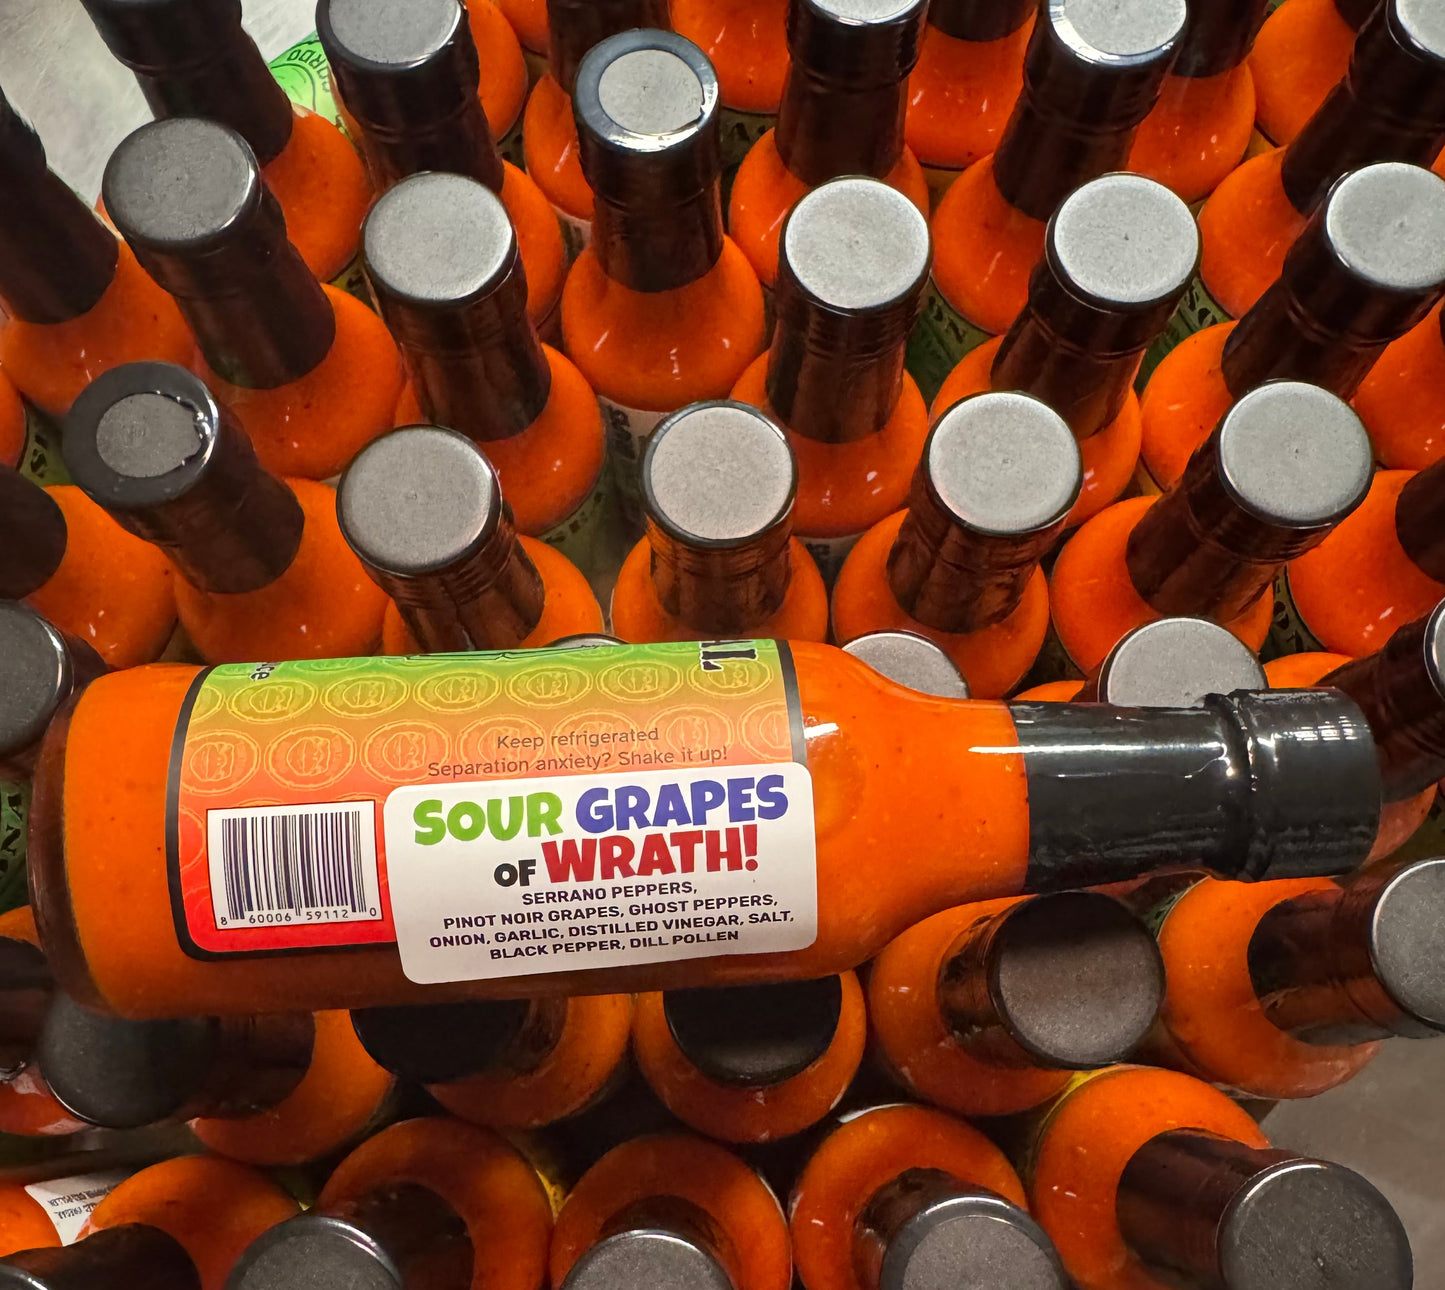 Keep refrigerated
Separation anxiety? Shake it up!
SOUR GRAPES
OF WRATH!
SERRANO PEPPERS,
PINOT NOIR GRAPES, GHOST PEPPERS,
ONION, GARLIC, DISTILLED VINEGAR, SALT,
BLACK PEPPER, DILL POLLEN
8 60006 59112 0